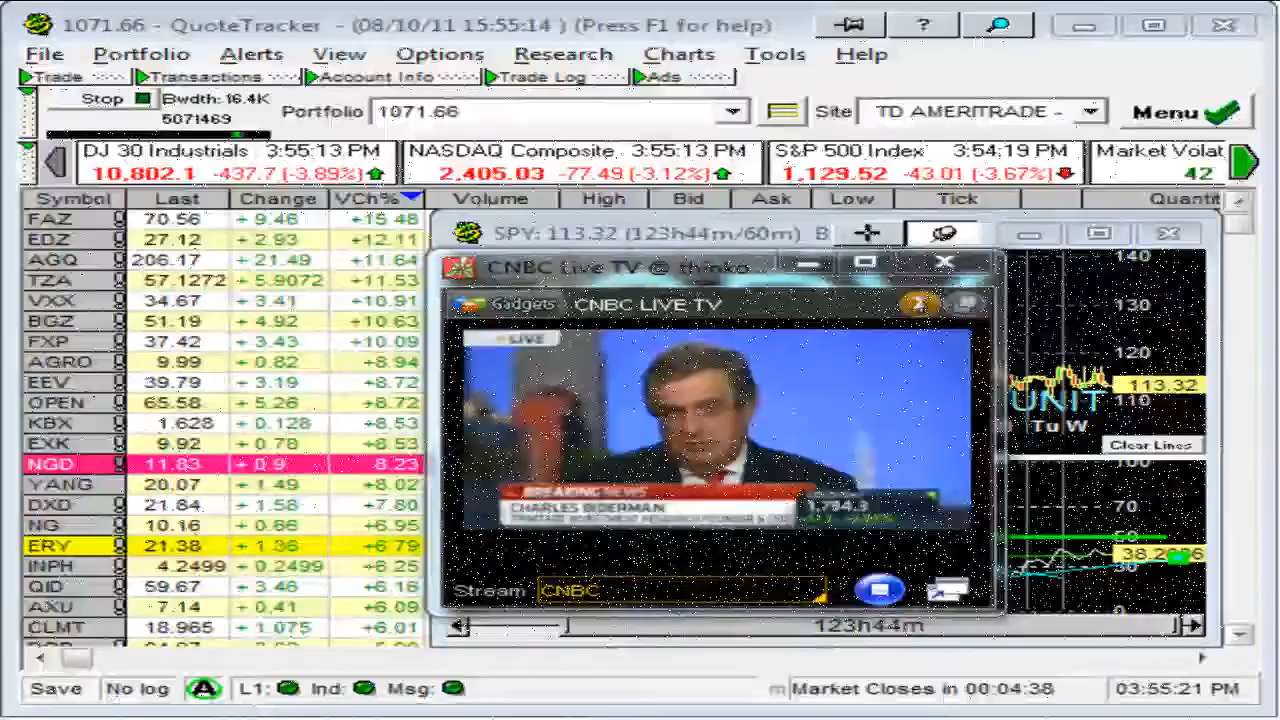 1071.66 - QuoteTracker - (08/10/11 15:55:14 ) (Press F1 for help)
File Portfolio Alerts View Options Research Charts Tools Help
Trade Transactions Account Info Trade Log Ads
Stop Bwdth: 16.4K
5071469
Portfolio 1071.66 Site TD AMERITRADE - Menu
DJ 30 Industrials 3:55:13 PM NASDAQ Composite 3:55:13 PM S&P 500 Index 3:54:19 PM Market Volat
10,802.1 -437.7 (-3.89%) 2,405.03 -77.49 (-3.12%) 1,129.52 -43.01 (-3.67%) 42
Symbol Last Change VCh% Volume High Bid Ask Low Tick Quantit
FAZ 70.56 + 9.46 +15.48
EDZ 27.12 + 2.93 +12.11
AGQ 206.17 + 21.49 +11.64
TZA 57.1272 + 5.9072 +11.53
VXX 34.67 + 3.41 +10.91
BGZ 51.19 + 4.92 +10.63
FXP 37.42 + 3.43 +10.09
AGRO 9.99 + 0.82 +8.94
EEV 39.79 + 3.19 +8.72
OPEN 65.58 + 5.26 +8.72
KBX 1.628 + 0.128 +8.53
EXK 9.92 + 0.78 +8.53
NGD 11.83 + 0.9 8.23
YANG 20.07 + 1.49 +8.02
DXD 21.84 + 1.58 +7.80
NG 10.16 + 0.66 +6.95
ERY 21.38 + 1.36 +6.79
INPH 4.2499 + 0.2499 +6.25
QID 59.67 + 3.46 +6.16
AXU 7.14 + 0.41 +6.09
CLMT 18.965 + 1.075 +6.01
SPY: 113.32 (123h44m/60m) B
CNBC Live TV @ thinko
Gadgets CNBC LIVE TV
LIVE
BREAKING NEWS
CHARLES BIDERMAN
1,784.3
Stream CNBC
140
130
120
113.32
110
UNIT
Tu W
Clear Lines
100
70
50
30
0
123h44m
Save No log A L1: Ind: Msg: Market Closes in 00:04:38 03:55:21 PM